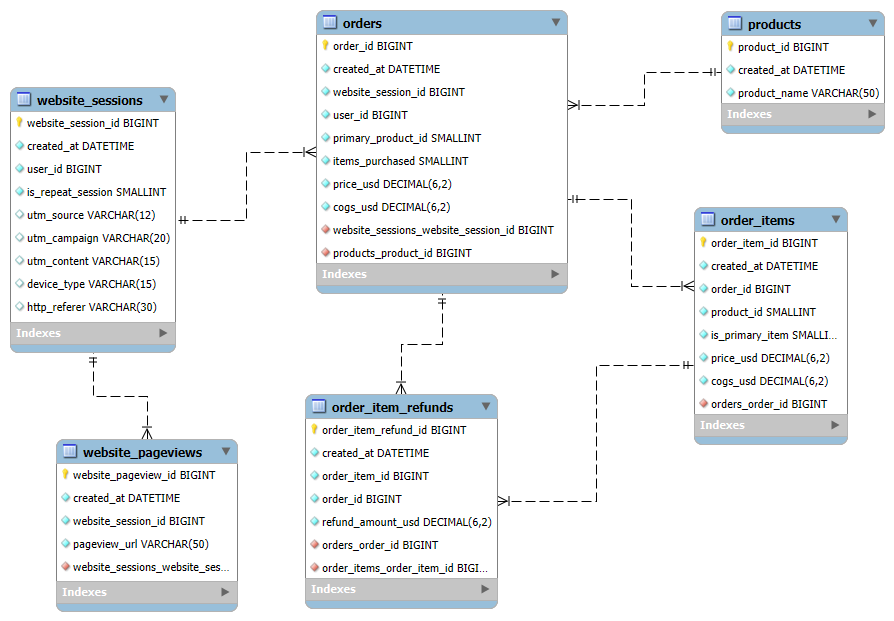 website_sessions
website_session_id BIGINT
created_at DATETIME
user_id BIGINT
is_repeat_session SMALLINT
utm_source VARCHAR(12)
utm_campaign VARCHAR(20)
utm_content VARCHAR(15)
device_type VARCHAR(15)
http_referer VARCHAR(30)
Indexes
website_pageviews
website_pageview_id BIGINT
created_at DATETIME
website_session_id BIGINT
pageview_url VARCHAR(50)
website_sessions_website_ses...
Indexes
orders
order_id BIGINT
created_at DATETIME
website_session_id BIGINT
user_id BIGINT
primary_product_id SMALLINT
items_purchased SMALLINT
price_usd DECIMAL(6,2)
cogs_usd DECIMAL(6,2)
website_sessions_website_session_id BIGINT
products_product_id BIGINT
Indexes
order_item_refunds
order_item_refund_id BIGINT
created_at DATETIME
order_item_id BIGINT
order_id BIGINT
refund_amount_usd DECIMAL(6,2)
orders_order_id BIGINT
order_items_order_item_id BIGI...
Indexes
products
product_id BIGINT
created_at DATETIME
product_name VARCHAR(50)
Indexes
order_items
order_item_id BIGINT
created_at DATETIME
order_id BIGINT
product_id SMALLINT
is_primary_item SMALLI...
price_usd DECIMAL(6,2)
cogs_usd DECIMAL(6,2)
orders_order_id BIGINT
Indexes